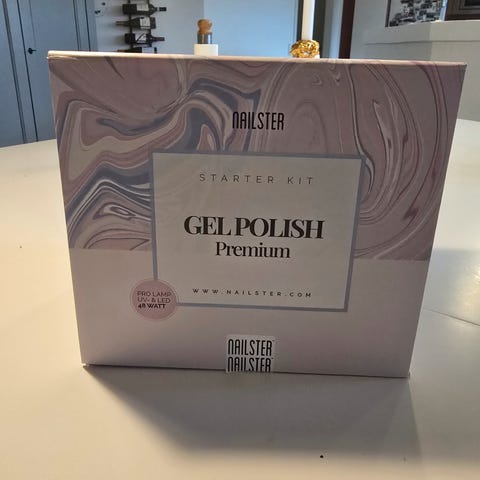 NAILSTER
STARTER KIT
GEL POLISH
Premium
WWW.NAILSTER.COM
PRO LAMP
UV- & LED
48 WATT
NAILSTER
NAILSTER